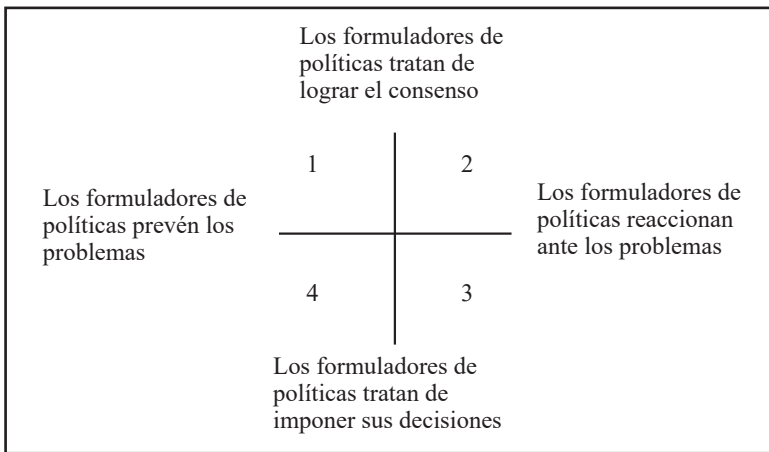 Los formuladores de
políticas tratan de
lograr el consenso
1
2
Los formuladores de
políticas prevén los
problemas
Los formuladores de
políticas reaccionan
ante los problemas
4
3
Los formuladores de
políticas tratan de
imponer sus decisiones